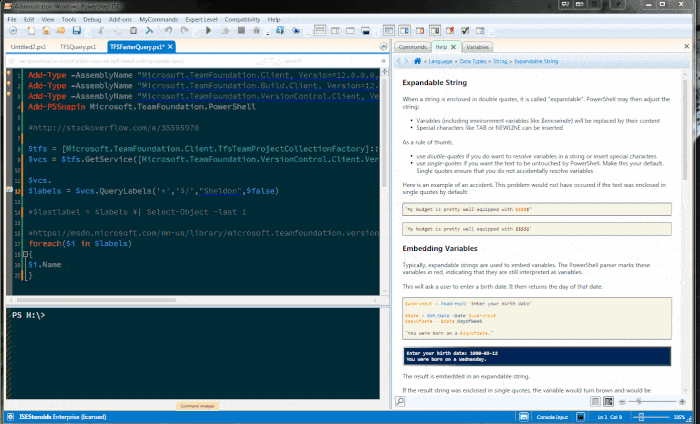 Administrator: Windows PowerShell ISE
File Edit View Tools Debug Add-ons MyCommands Expert Level Compatibility Help
Untitled2.ps1 TFSQuery.ps1 TFSFasterQuery.ps1*
Commands Help Variables
> Language > Data Types > String > Expandable String
Add-Type -AssemblyName "Microsoft.TeamFoundation.Client, Version=12.0.0.0,
Add-Type -AssemblyName "Microsoft.TeamFoundation.Build.Client, Version=12.
Add-Type -AssemblyName "Microsoft.TeamFoundation.VersionControl.Client, Ve
Add-PSSnapin Microsoft.TeamFoundation.PowerShell
#http://stackoverflow.com/a/35595979
$tfs = [Microsoft.TeamFoundation.Client.TfsTeamProjectCollectionFactory]::
$vcs = $tfs.GetService([Microsoft.TeamFoundation.VersionControl.Client.Ver
$vcs.
$labels = $vcs.QueryLabels('*','$/',"Sheldon",$false)
#$lastlabel = $labels #| Select-Object -last 1
#https://msdn.microsoft.com/en-us/library/microsoft.teamfoundation.version
foreach($i in $labels)
{
$i.Name
}
PS H:\>
Command Analysis
Expandable String
When a string is enclosed in double quotes, it is called "expandable". PowerShell may then adjust the
string:
• Variables (including environment variables like $env:windir) will be replaced by their content
• Special characters like TAB or NEWLINE can be inserted
As a rule of thumb,
• use double-quotes if you do want to resolve variables in a string or insert special characters
• use single-quotes if you want the text to be untouched by PowerShell. Make this your default.
Single quotes ensure that you do not accidentally resolve variables
Here is an example of an accident. This problem would not have occured if the text was enclosed in
single quotes by default:
"My budget is pretty well equipped with $$$$"
'My budget is pretty well equipped with $$$$'
Embedding Variables
Typically, expandable strings are used to embed variables. The PowerShell parser marks these
variables in red, indicating that they are still interpreted as variables.
This will ask a user to enter a birth date. It then returns the day of that date:
$userinput = Read-Host 'Enter your birth date'
$date = Get-Date -Date $userinput
$dayOfDate = $date.DayOfWeek
"You were born on a $dayOfDate."
Enter your birth date: 1980-03-12
You were born on a Wednesday.
The result is embedded in an expandable string.
If the result string was enclosed in single quotes, the variable would turn brown and would be
ISESteroids Enterprise (licensed)
Console Input
Ln 3 Col 9
105%